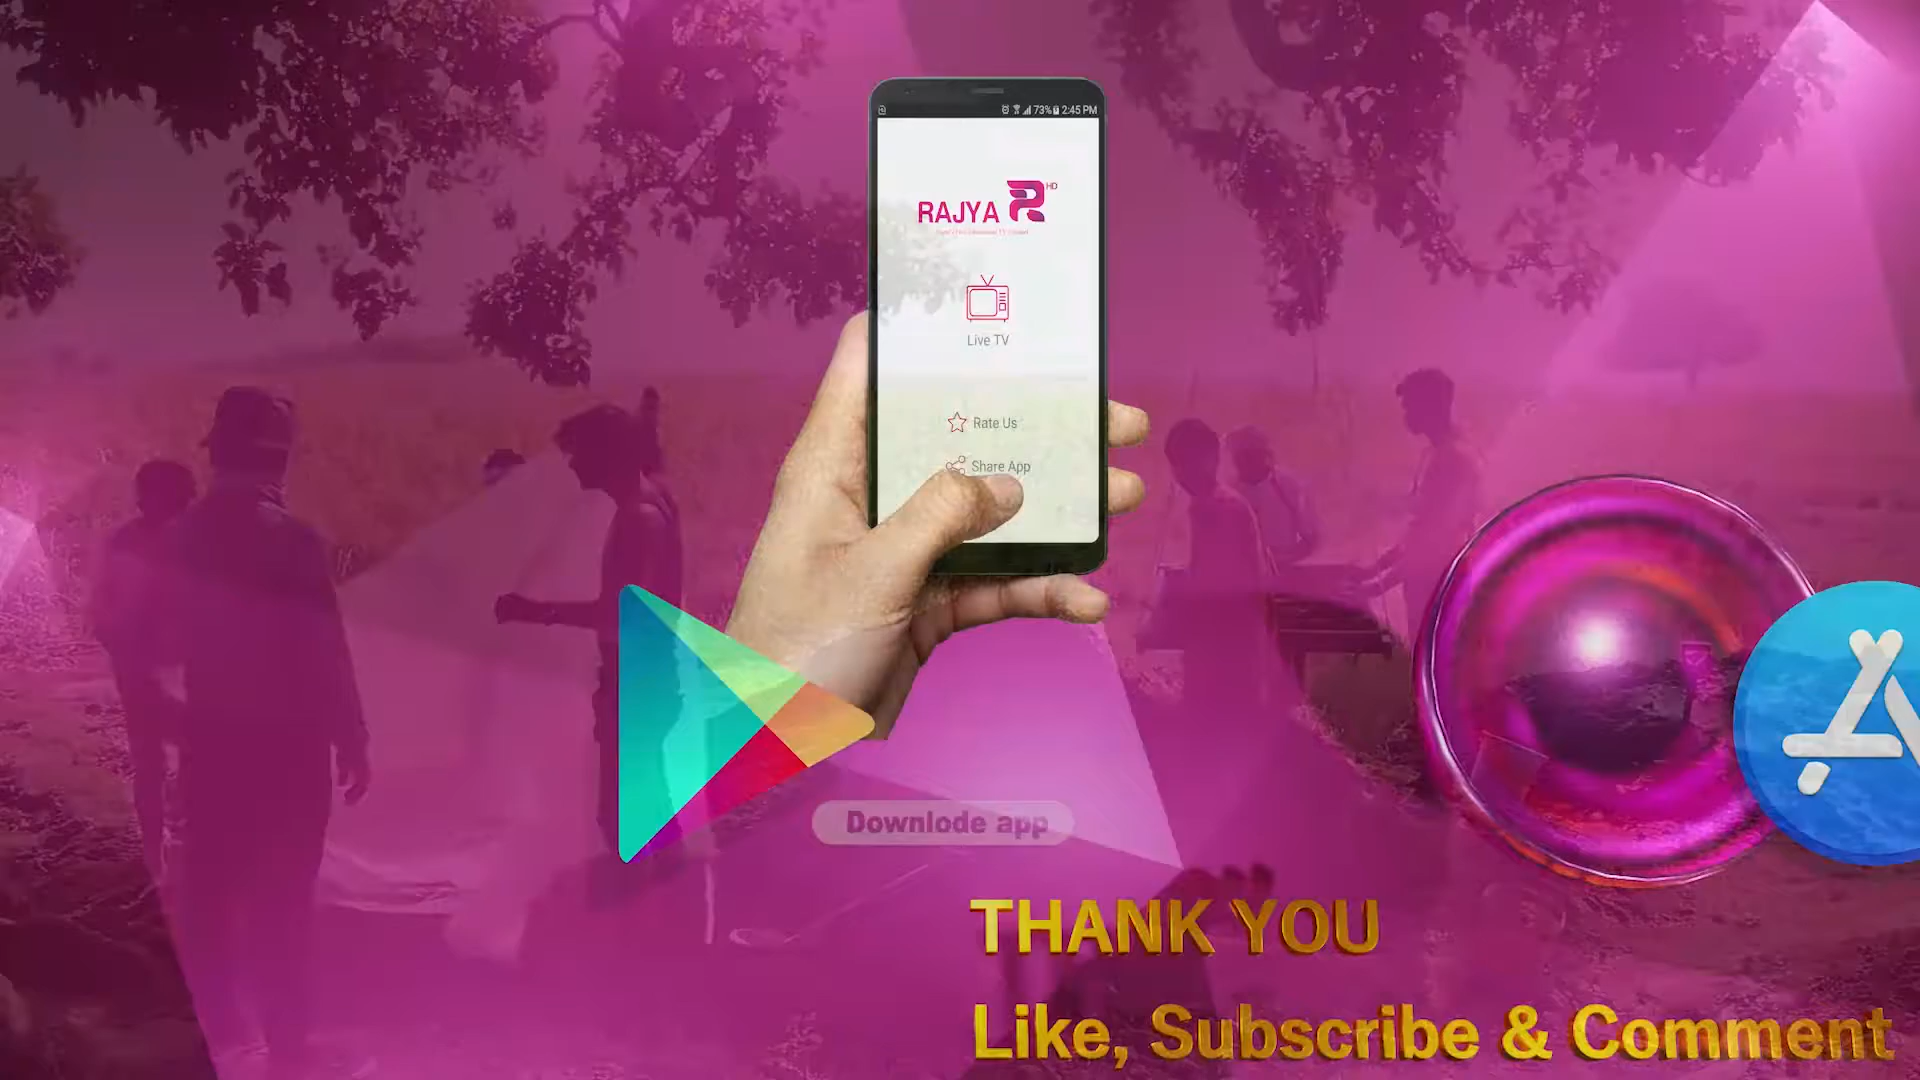 73% 2:45 PM
RAJYA HD
Live TV
Rate Us
Share App
Downlode app
THANK YOU
Like, Subscribe & Comment